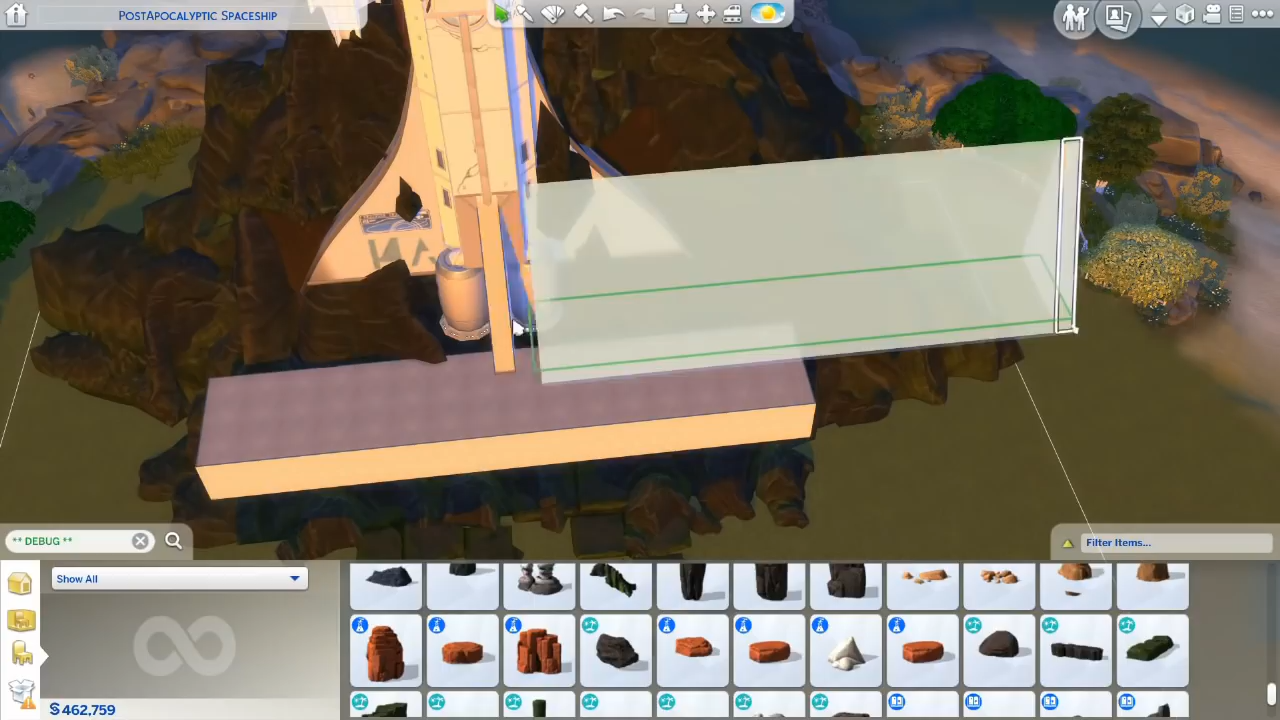 PostApocalyptic Spaceship
** DEBUG **
Filter Items...
Show All
$462,759